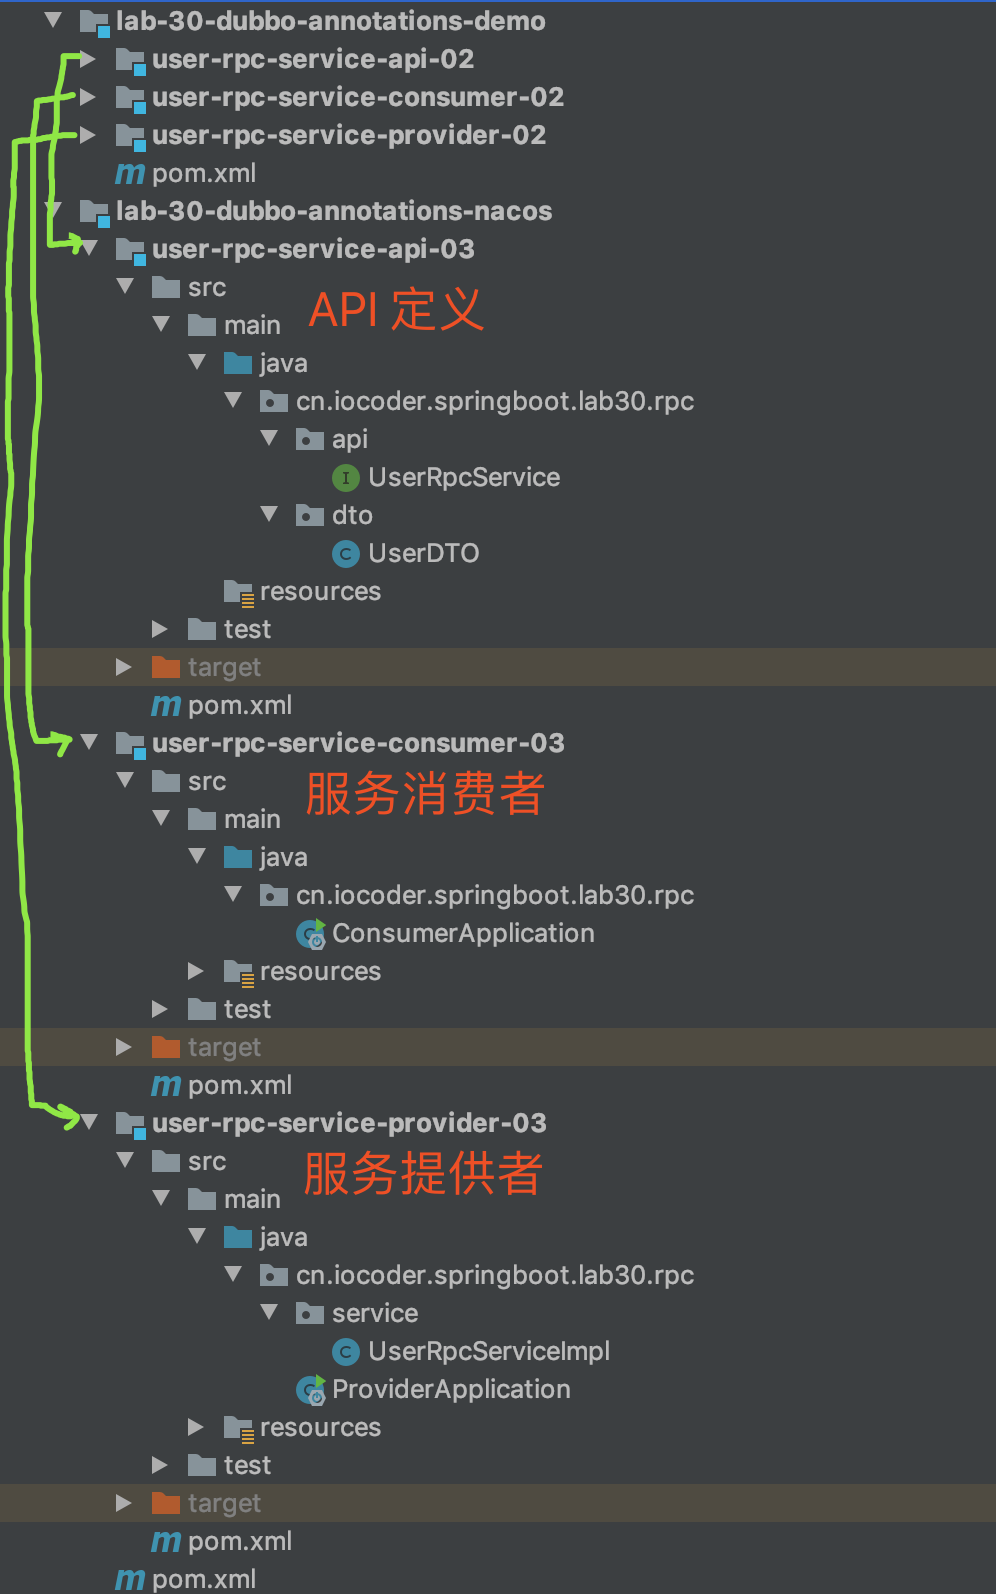 lab-30-dubbo-annotations-demo
user-rpc-service-api-02
user-rpc-service-consumer-02
user-rpc-service-provider-02
m pom.xml
lab-30-dubbo-annotations-nacos
user-rpc-service-api-03
src
API 定义
main
java
cn.iocoder.springboot.lab30.rpc
api
I UserRpcService
dto
C UserDTO
resources
test
target
m pom.xml
user-rpc-service-consumer-03
src
服务消费者
main
java
cn.iocoder.springboot.lab30.rpc
ConsumerApplication
resources
test
target
m pom.xml
user-rpc-service-provider-03
src
服务提供者
main
java
cn.iocoder.springboot.lab30.rpc
service
C UserRpcServiceImpl
ProviderApplication
resources
test
target
m pom.xml
m pom.xml